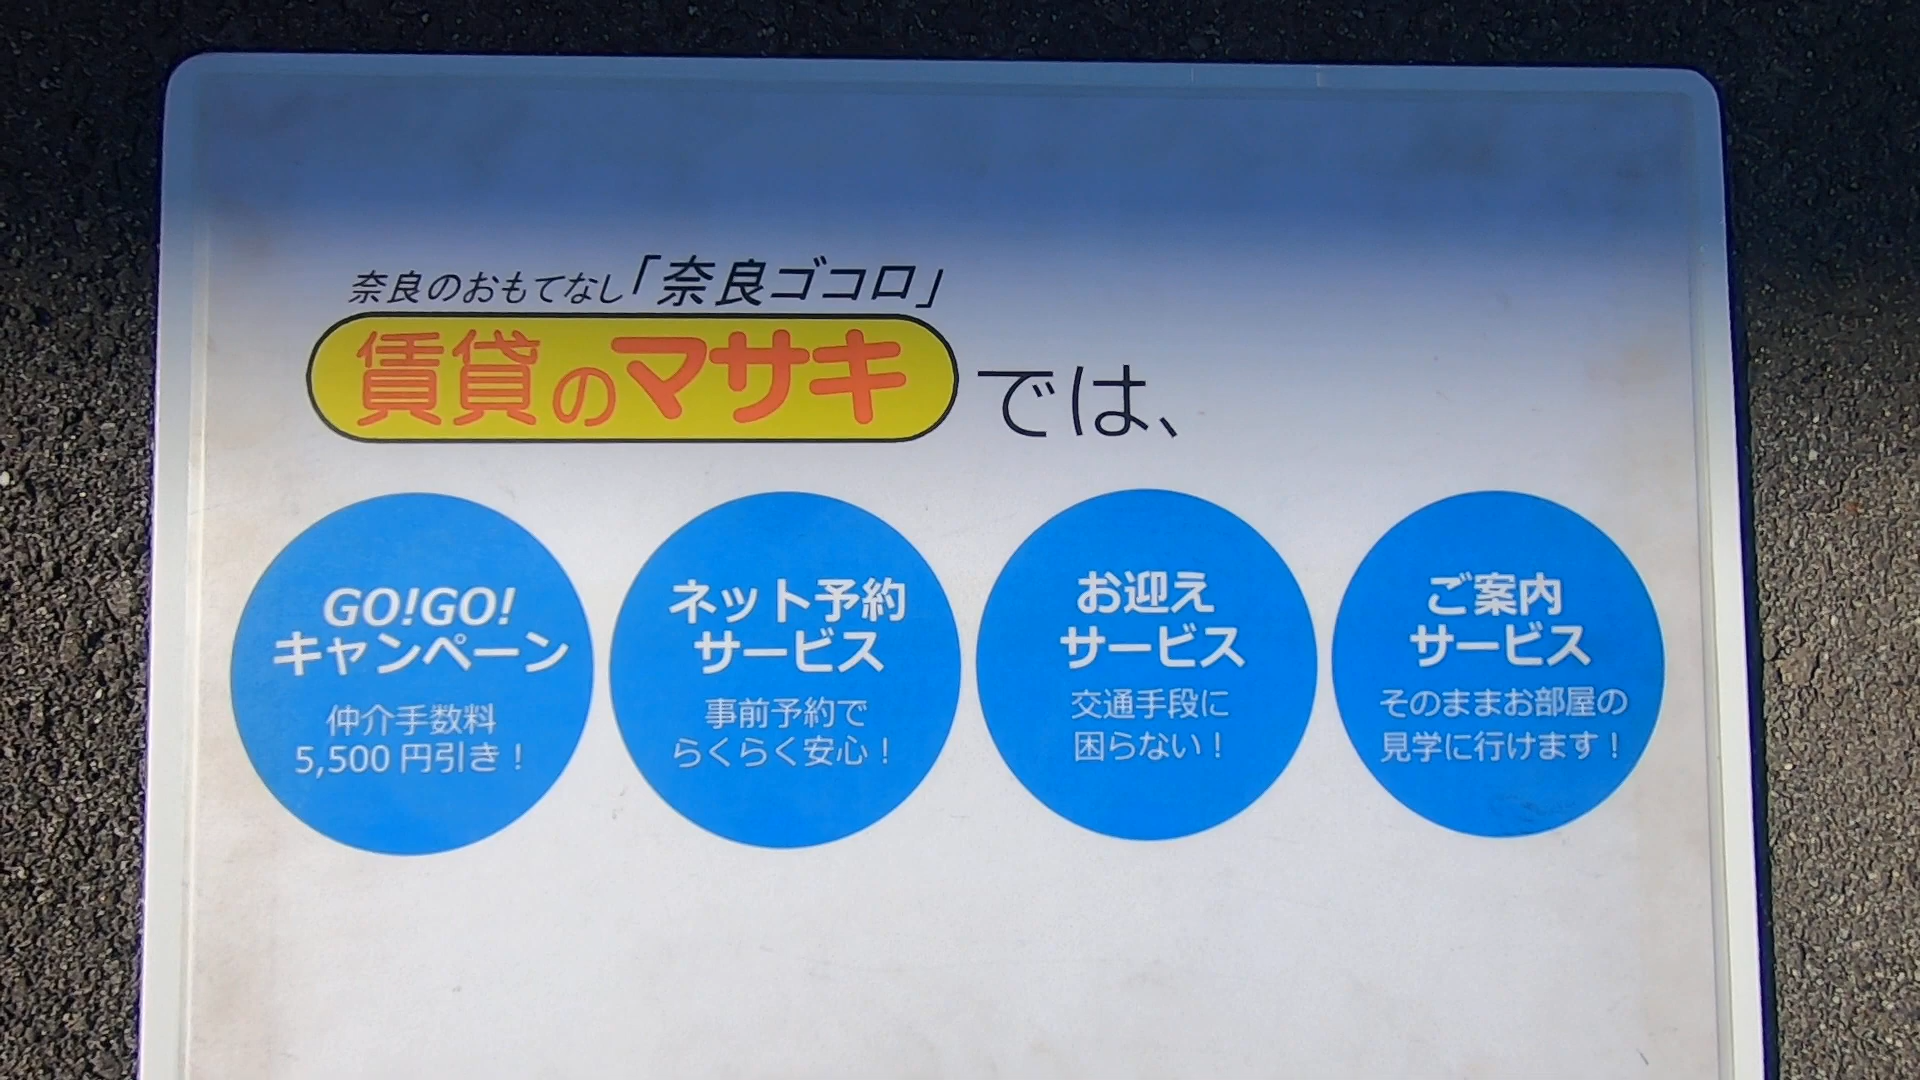 奈良のおもてなし「奈良ゴコロ」
賃貸のマサキでは、
GO!GO!
キャンペーン
仲介手数料
5,500 円引き！
ネット予約
サービス
事前予約で
らくらく安心！
お迎え
サービス
交通手段に
困らない！
ご案内
サービス
そのままお部屋の
見学に行けます！